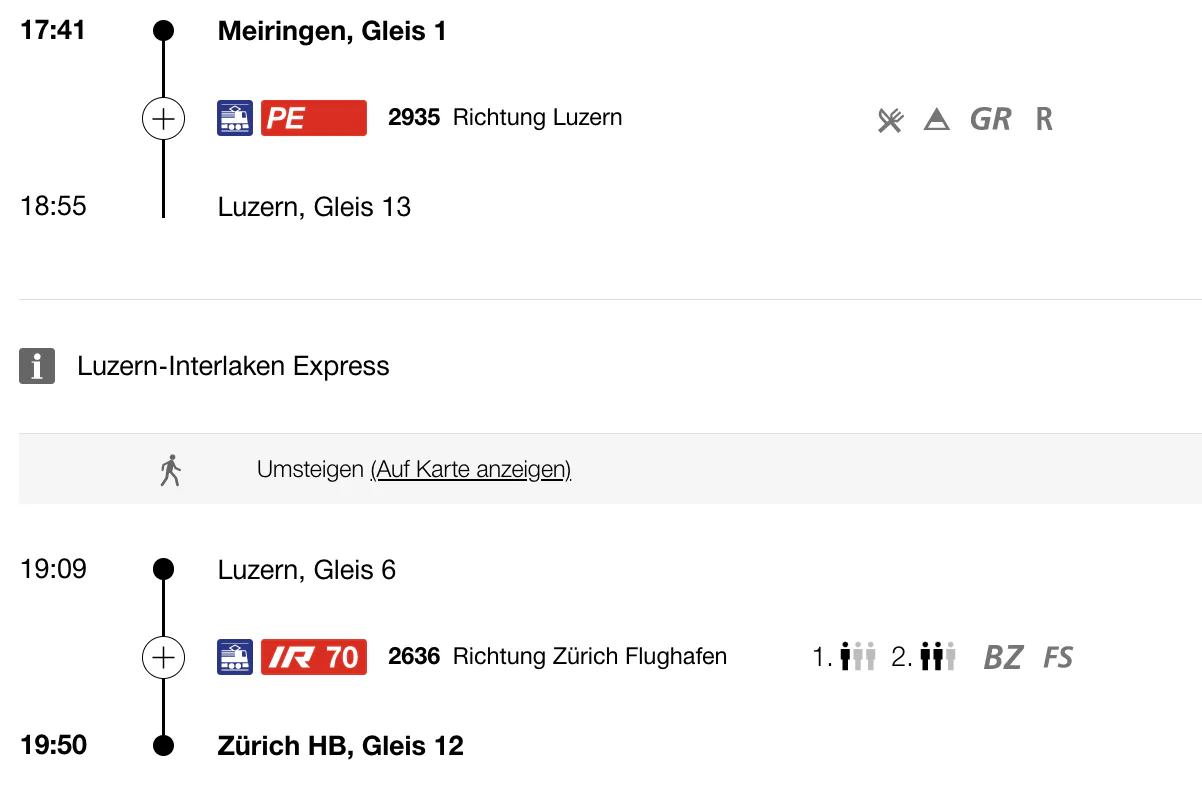 17:41 Meiringen, Gleis 1
PE 2935 Richtung Luzern GR R
18:55 Luzern, Gleis 13
i Luzern-Interlaken Express
Umsteigen (Auf Karte anzeigen)
19:09 Luzern, Gleis 6
IR 70 2636 Richtung Zürich Flughafen 1. 2. BZ FS
19:50 Zürich HB, Gleis 12